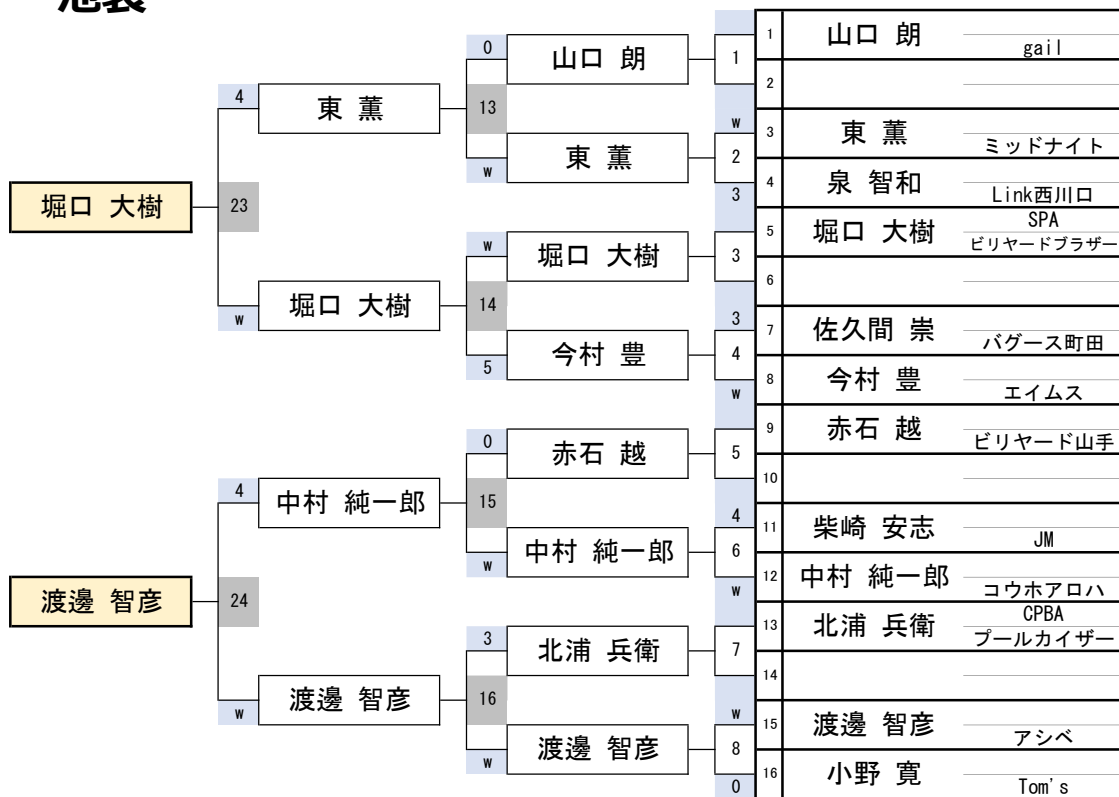 池袋
堀口 大樹
23
4
東 薫
W
堀口 大樹
0
山口 朗
13
W
東 薫
W
堀口 大樹
14
5
今村 豊
渡邊 智彦
24
4
中村 純一郎
W
渡邊 智彦
0
赤石 越
15
W
中村 純一郎
3
北浦 兵衛
16
W
渡邊 智彦
1
1 山口 朗 gail
2
W
2
3
3 東 薫 ミッドナイト
4 泉 智和 Link西川口
3
5 堀口 大樹 SPA
ビリヤードブラザー
6
3
4
W
7 佐久間 崇 バグース町田
8 今村 豊 エイムス
5
9 赤石 越 ビリヤード山手
10
4
6
W
11 柴崎 安志 JM
12 中村 純一郎 コウホアロハ
7
13 北浦 兵衛 CPBA
プールカイザー
14
W
8
0
15 渡邊 智彦 アシベ
16 小野 寛 Tom's